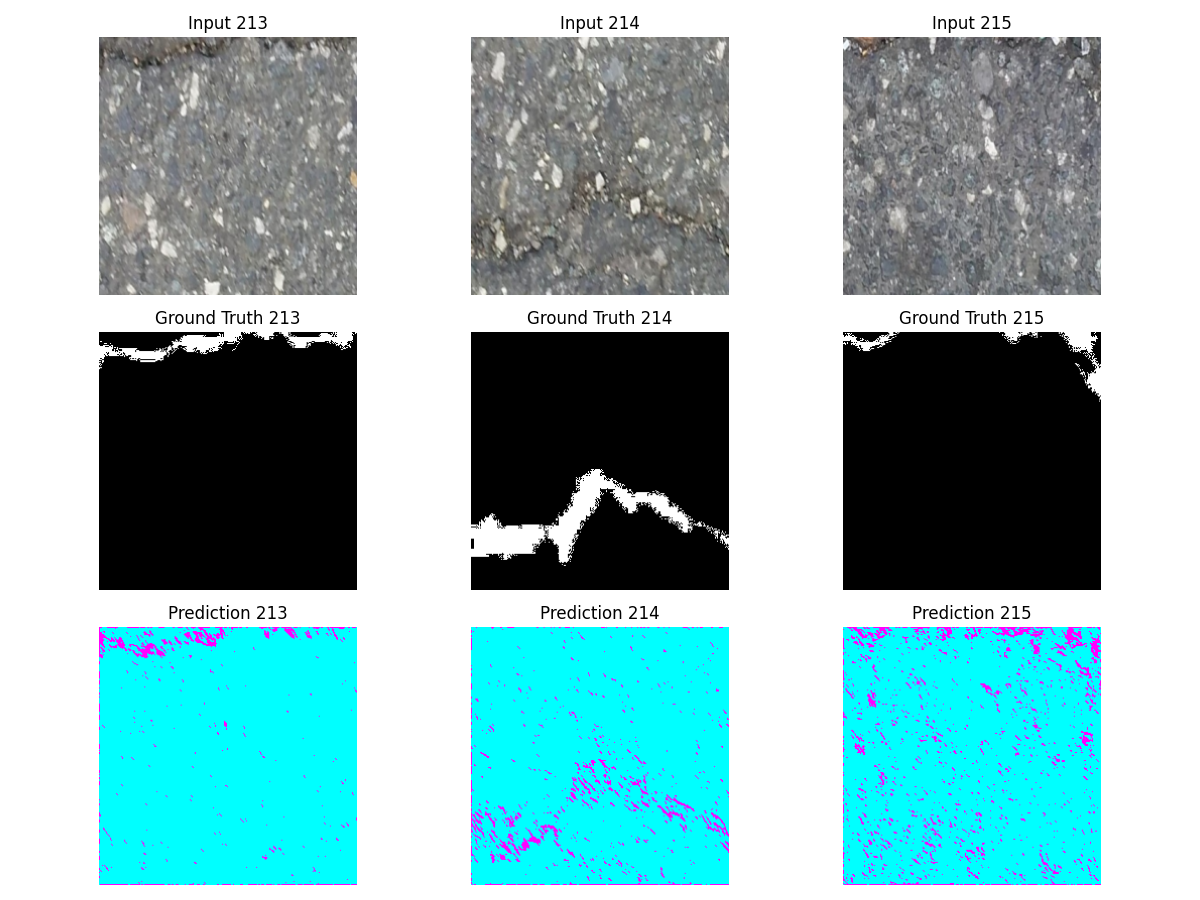 Input 213
Input 214
Input 215
Ground Truth 213
Ground Truth 214
Ground Truth 215
Prediction 213
Prediction 214
Prediction 215